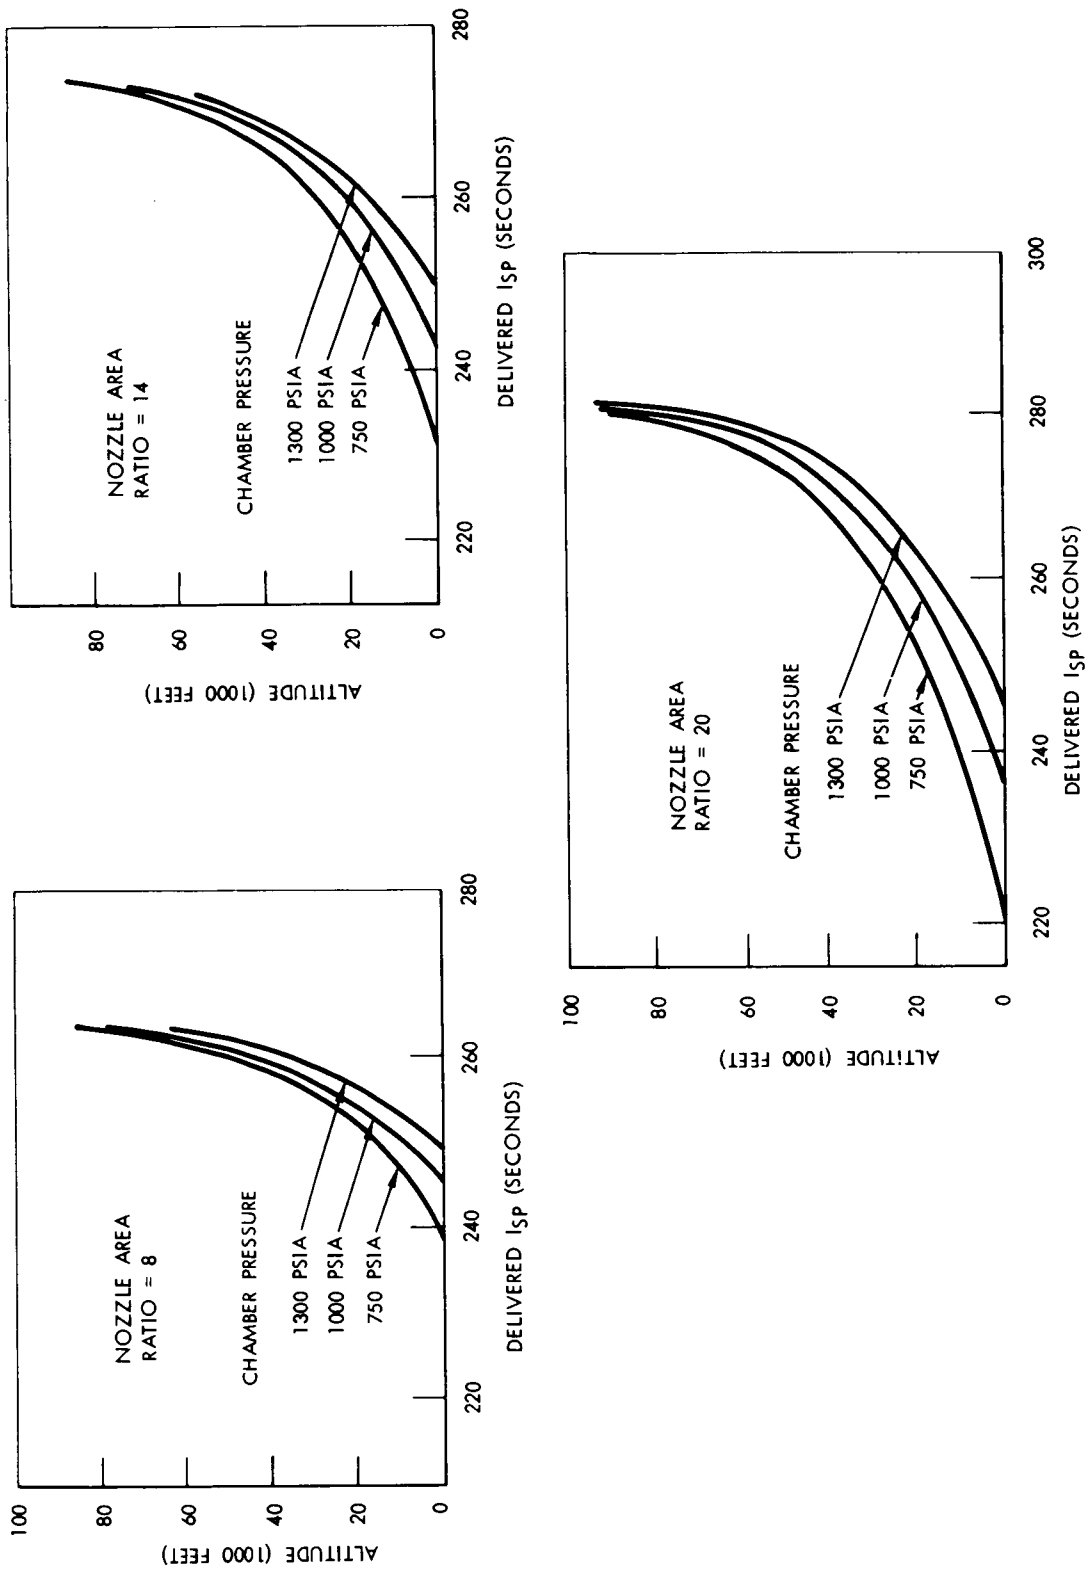 NOZZLE AREA
RATIO = 8
CHAMBER PRESSURE
1300 PSIA
1000 PSIA
750 PSIA
100
80
60
40
20
0
ALTITUDE (1000 FEET)
220
240
260
280
DELIVERED ISP (SECONDS)
NOZZLE AREA
RATIO = 14
CHAMBER PRESSURE
1300 PSIA
1000 PSIA
750 PSIA
80
60
40
20
0
ALTITUDE (1000 FEET)
220
240
260
280
DELIVERED ISP (SECONDS)
NOZZLE AREA
RATIO = 20
CHAMBER PRESSURE
1300 PSIA
1000 PSIA
750 PSIA
100
80
60
40
20
0
ALTITUDE (1000 FEET)
220
240
260
280
300
DELIVERED ISP (SECONDS)